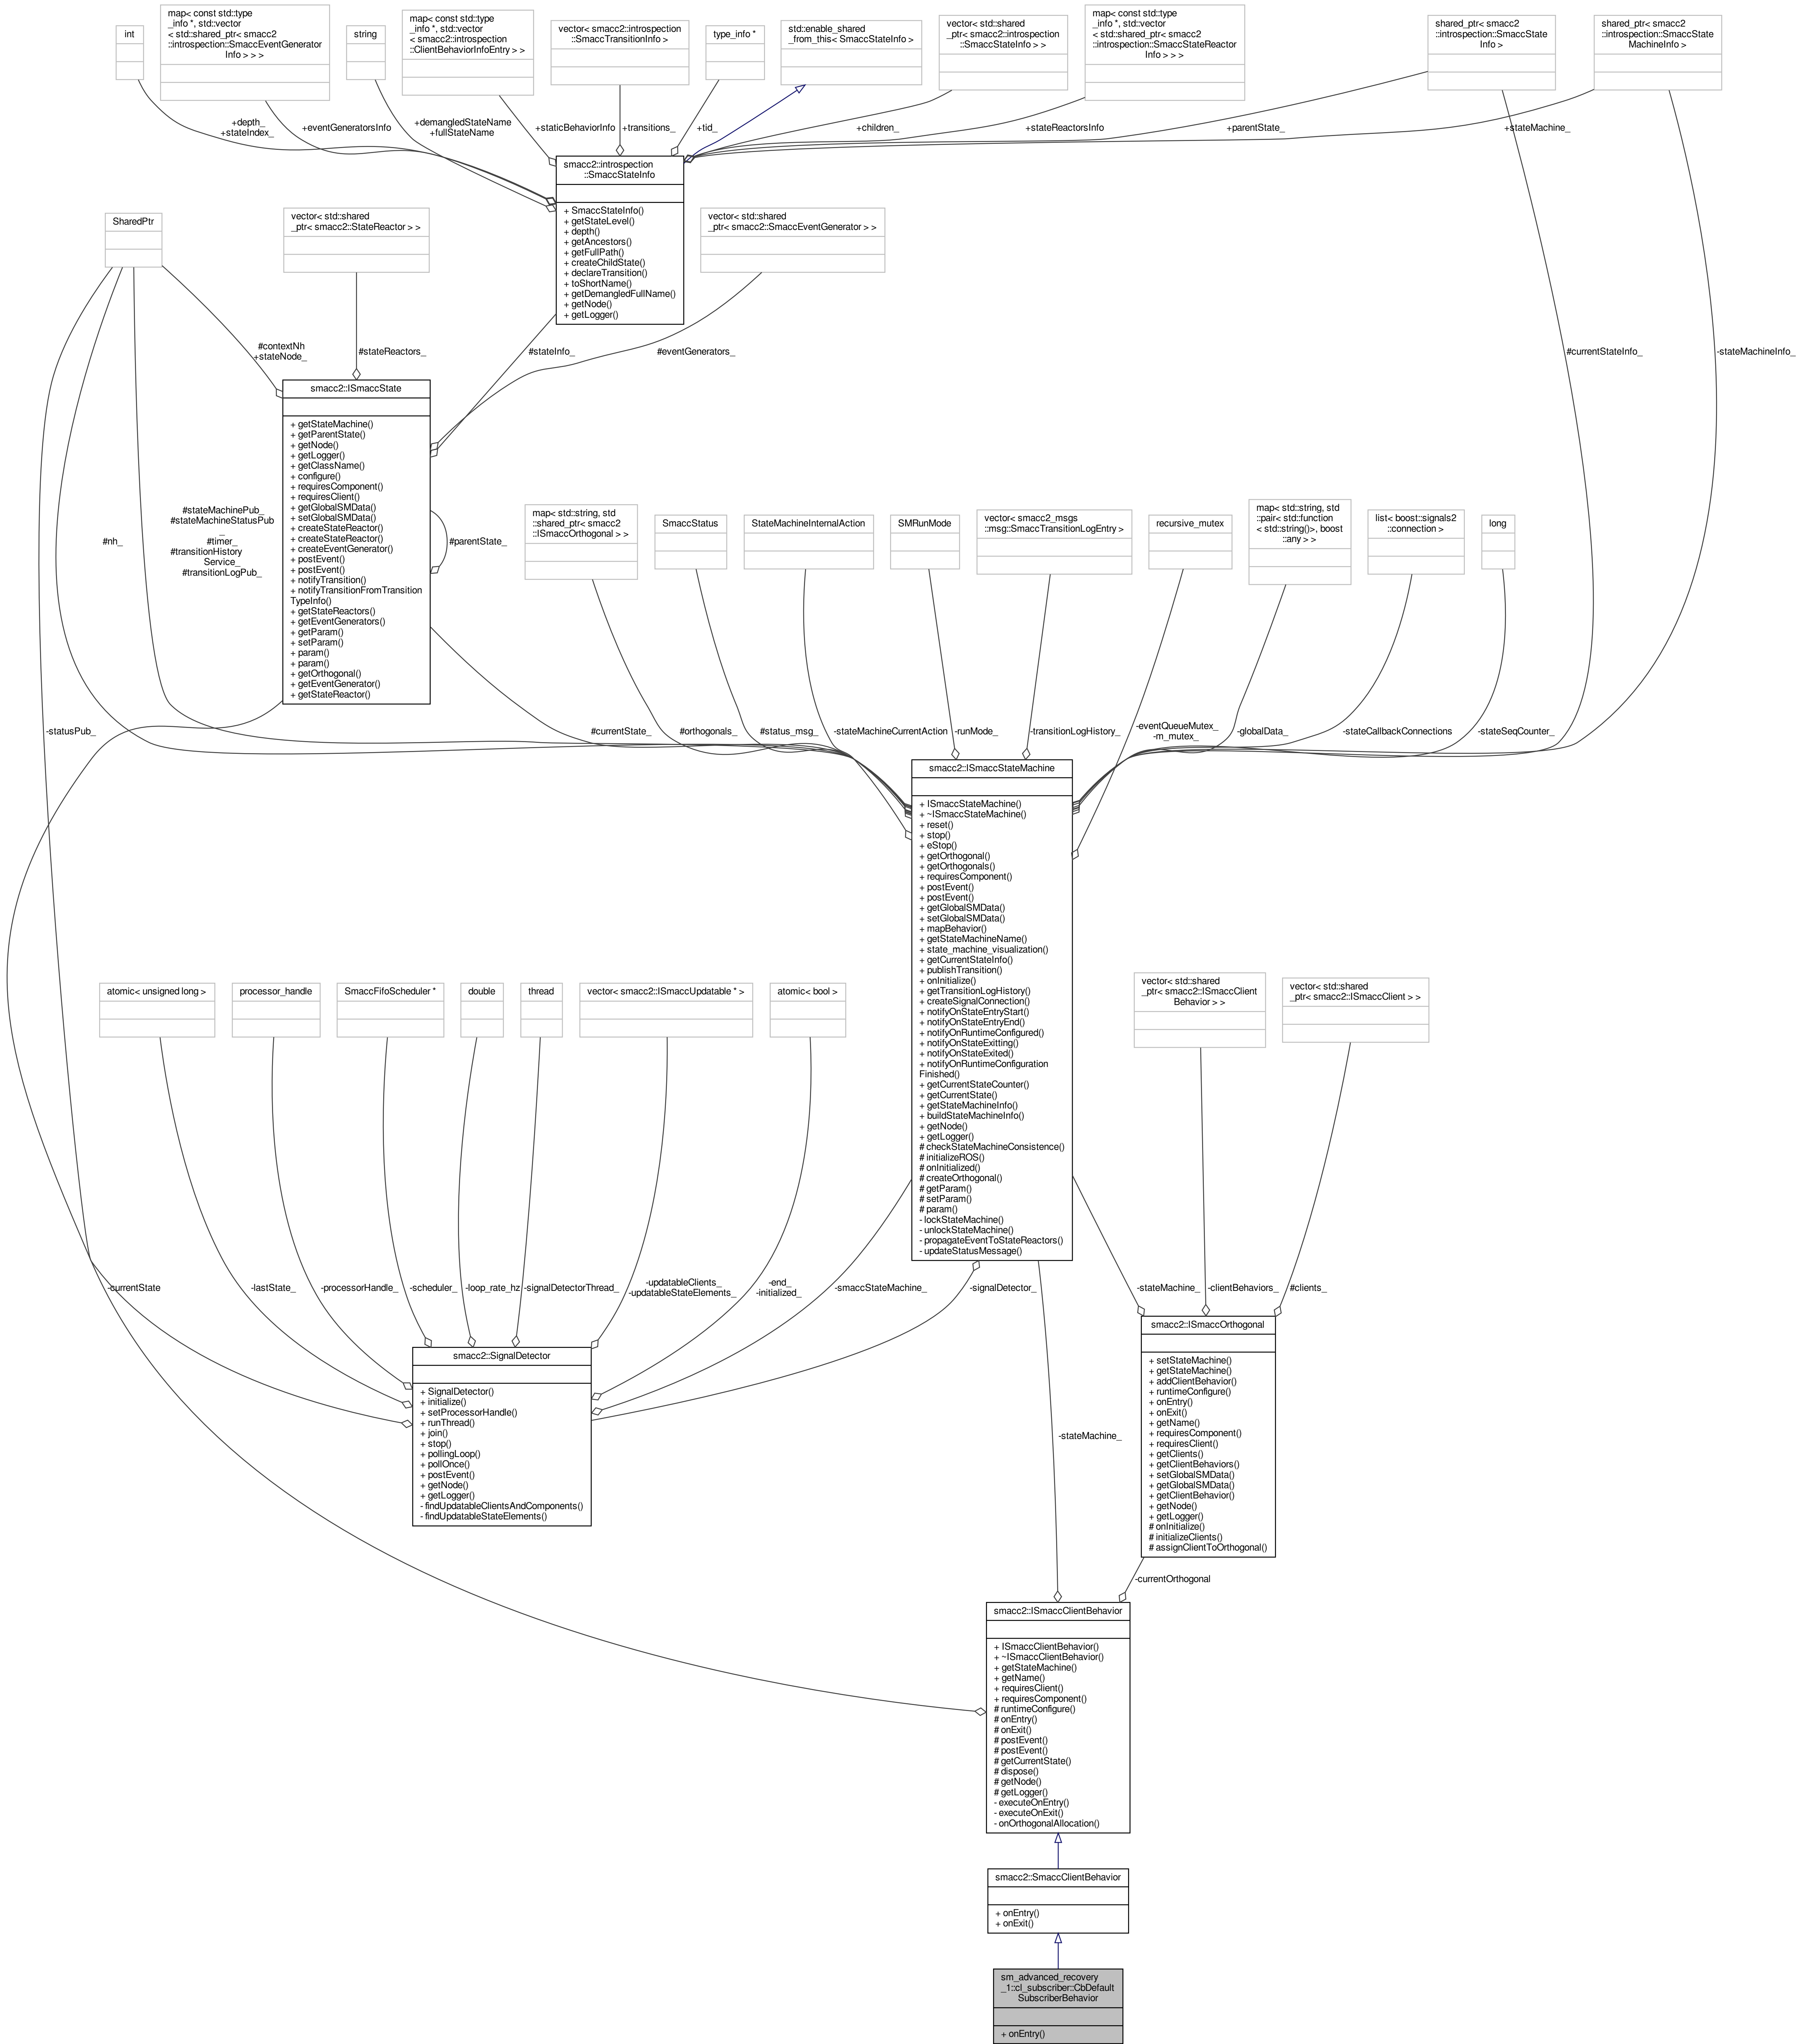 int
map< const std::type
_info *, std::vector
< std::shared_ptr< smacc2
::introspection::SmaccEventGenerator
Info > > >
string
map< const std::type
_info *, std::vector
< smacc2::introspection
::ClientBehaviorInfoEntry > >
vector< smacc2::introspection
::SmaccTransitionInfo >
type_info *
std::enable_shared
_from_this< SmaccStateInfo >
vector< std::shared
_ptr< smacc2::introspection
::SmaccStateInfo > >
map< const std::type
_info *, std::vector
< std::shared_ptr< smacc2
::introspection::SmaccStateReactor
Info > > >
shared_ptr< smacc2
::introspection::SmaccState
Info >
shared_ptr< smacc2
::introspection::SmaccState
MachineInfo >
+depth_
+stateIndex_
+eventGeneratorsInfo
+demangledStateName
+fullStateName
+staticBehaviorInfo
+transitions_
+tid_
+children_
+stateReactorsInfo
+parentState_
+stateMachine_
smacc2::introspection
::SmaccStateInfo
+ SmaccStateInfo()
+ getStateLevel()
+ depth()
+ getAncestors()
+ getFullPath()
+ createChildState()
+ declareTransition()
+ toShortName()
+ getDemangledFullName()
+ getNode()
+ getLogger()
SharedPtr
vector< std::shared
_ptr< smacc2::StateReactor > >
vector< std::shared
_ptr< smacc2::SmaccEventGenerator > >
#contextNh
+stateNode_
#stateReactors_
#stateInfo_
#eventGenerators_
#currentStateInfo_
-stateMachineInfo_
smacc2::ISmaccState
+ getStateMachine()
+ getParentState()
+ getNode()
+ getLogger()
+ getClassName()
+ configure()
+ requiresComponent()
+ requiresClient()
+ getGlobalSMData()
+ setGlobalSMData()
+ createStateReactor()
+ createStateReactor()
+ createEventGenerator()
+ postEvent()
+ postEvent()
+ notifyTransition()
+ notifyTransitionFromTransition
TypeInfo()
+ getStateReactors()
+ getEventGenerators()
+ getParam()
+ setParam()
+ param()
+ param()
+ getOrthogonal()
+ getEventGenerator()
+ getStateReactor()
#parentState_
#nh_
#stateMachinePub_
#stateMachineStatusPub
_
#timer_
#transitionHistory
Service_
#transitionLogPub_
map< std::string, std
::shared_ptr< smacc2
::ISmaccOrthogonal > >
SmaccStatus
StateMachineInternalAction
SMRunMode
vector< smacc2_msgs
::msg::SmaccTransitionLogEntry >
recursive_mutex
map< std::string, std
::pair< std::function
< std::string()>, boost
::any > >
list< boost::signals2
::connection >
long
-statusPub_
#currentState_
#orthogonals_
#status_msg_
-stateMachineCurrentAction
-runMode_
-transitionLogHistory_
-eventQueueMutex_
-m_mutex_
-globalData_
-stateCallbackConnections
-stateSeqCounter_
smacc2::ISmaccStateMachine
+ ISmaccStateMachine()
+ ~ISmaccStateMachine()
+ reset()
+ stop()
+ eStop()
+ getOrthogonal()
+ getOrthogonals()
+ requiresComponent()
+ postEvent()
+ postEvent()
+ getGlobalSMData()
+ setGlobalSMData()
+ mapBehavior()
+ getStateMachineName()
+ state_machine_visualization()
+ getCurrentStateInfo()
+ publishTransition()
+ onInitialize()
+ getTransitionLogHistory()
+ createSignalConnection()
+ notifyOnStateEntryStart()
+ notifyOnStateEntryEnd()
+ notifyOnRuntimeConfigured()
+ notifyOnStateExitting()
+ notifyOnStateExited()
+ notifyOnRuntimeConfiguration
Finished()
+ getCurrentStateCounter()
+ getCurrentState()
+ getStateMachineInfo()
+ buildStateMachineInfo()
+ getNode()
+ getLogger()
# checkStateMachineConsistence()
# initializeROS()
# onInitialized()
# createOrthogonal()
# getParam()
# setParam()
# param()
- lockStateMachine()
- unlockStateMachine()
- propagateEventToStateReactors()
- updateStatusMessage()
atomic< unsigned long >
processor_handle
SmaccFifoScheduler *
double
thread
vector< smacc2::ISmaccUpdatable * >
atomic< bool >
vector< std::shared
_ptr< smacc2::ISmaccClient
Behavior > >
vector< std::shared
_ptr< smacc2::ISmaccClient > >
-currentState
-lastState_
-processorHandle_
-scheduler_
-loop_rate_hz
-signalDetectorThread_
-updatableClients_
-updatableStateElements_
-end_
-initialized_
-smaccStateMachine_
-signalDetector_
-stateMachine_
-clientBehaviors_
#clients_
smacc2::SignalDetector
+ SignalDetector()
+ initialize()
+ setProcessorHandle()
+ runThread()
+ join()
+ stop()
+ pollingLoop()
+ pollOnce()
+ postEvent()
+ getNode()
+ getLogger()
- findUpdatableClientsAndComponents()
- findUpdatableStateElements()
smacc2::ISmaccOrthogonal
+ setStateMachine()
+ getStateMachine()
+ addClientBehavior()
+ runtimeConfigure()
+ onEntry()
+ onExit()
+ getName()
+ requiresComponent()
+ requiresClient()
+ getClients()
+ getClientBehaviors()
+ setGlobalSMData()
+ getGlobalSMData()
+ getClientBehavior()
+ getNode()
+ getLogger()
# onInitialize()
# initializeClients()
# assignClientToOrthogonal()
-stateMachine_
-currentOrthogonal
smacc2::ISmaccClientBehavior
+ ISmaccClientBehavior()
+ ~ISmaccClientBehavior()
+ getStateMachine()
+ getName()
+ requiresClient()
+ requiresComponent()
# runtimeConfigure()
# onEntry()
# onExit()
# postEvent()
# postEvent()
# getCurrentState()
# dispose()
# getNode()
# getLogger()
- executeOnEntry()
- executeOnExit()
- onOrthogonalAllocation()
smacc2::SmaccClientBehavior
+ onEntry()
+ onExit()
sm_advanced_recovery
_1::cl_subscriber::CbDefault
SubscriberBehavior
+ onEntry()